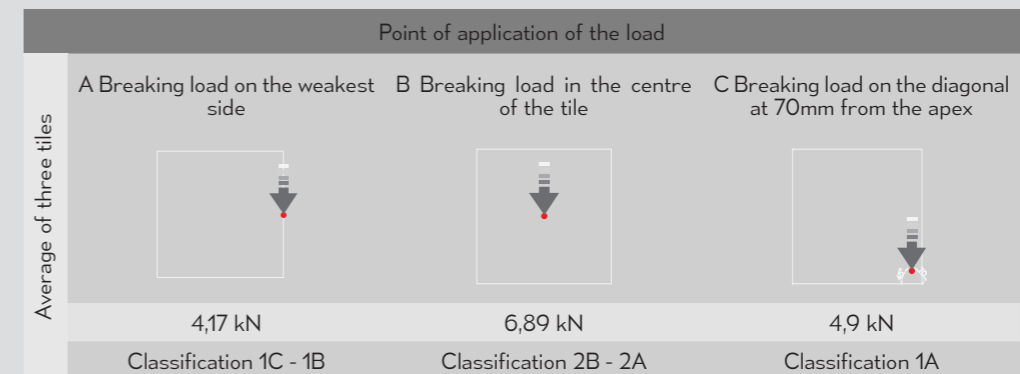 Point of application of the load
Average of three tiles
A Breaking load on the weakest
side
B Breaking load in the centre
of the tile
C Breaking load on the diagonal
at 70mm from the apex
4,17 kN
6,89 kN
4,9 kN
Classification 1C - 1B
Classification 2B - 2A
Classification 1A